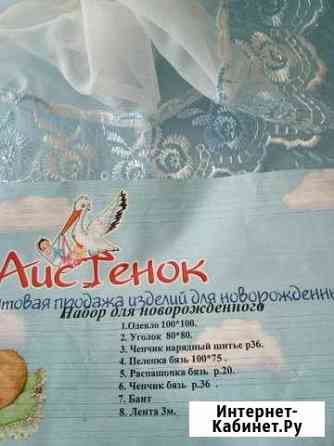 АистЕнок
товая продажа изделий для новорожденны
Набор для новорожденного
1.Одеяло 100*100.
2. Уголок 80*80.
3. Чепчик нарядный шитье р36.
4. Пеленка бязь 100*75 .
5. Распашонка бязь р.20.
6. Чепчик бязь р.36 .
7. Бант
8. Лента 3м.
Интернет-
Кабинет.Ру